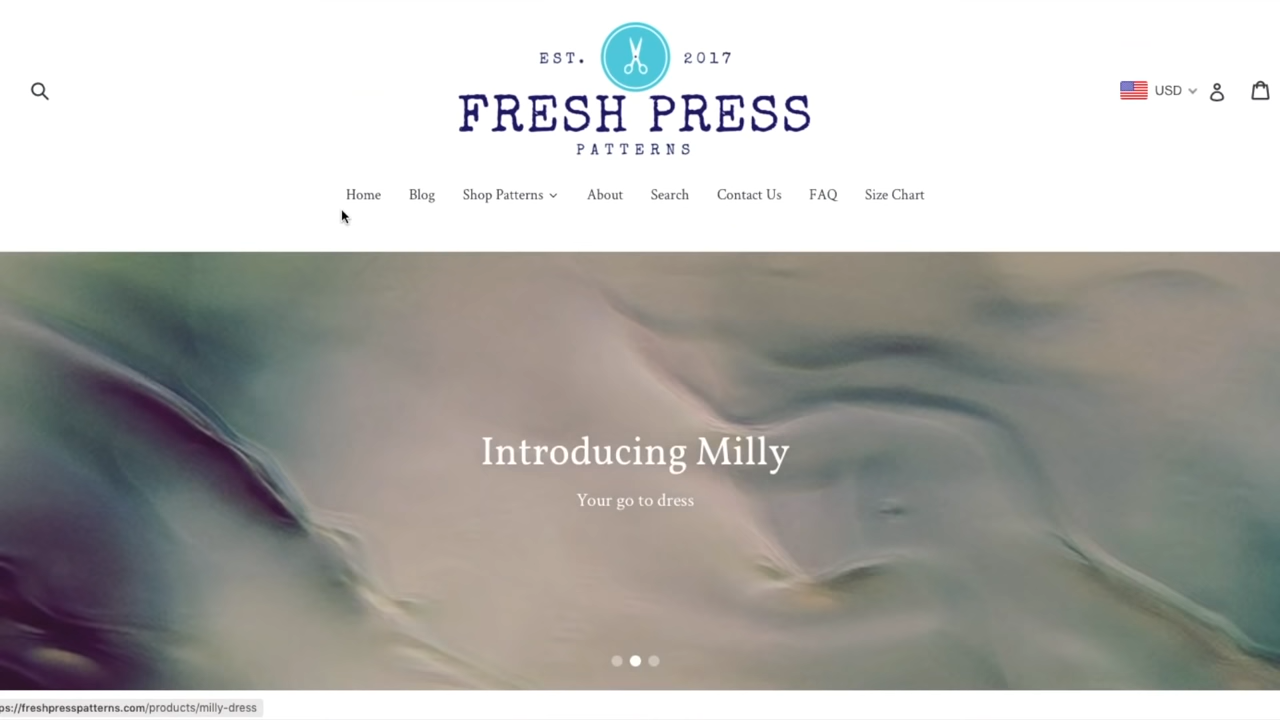 EST. 2017
FRESH PRESS
PATTERNS
USD
Home Blog Shop Patterns About Search Contact Us FAQ Size Chart
Introducing Milly
Your go to dress
ps://freshpresspatterns.com/products/milly-dress